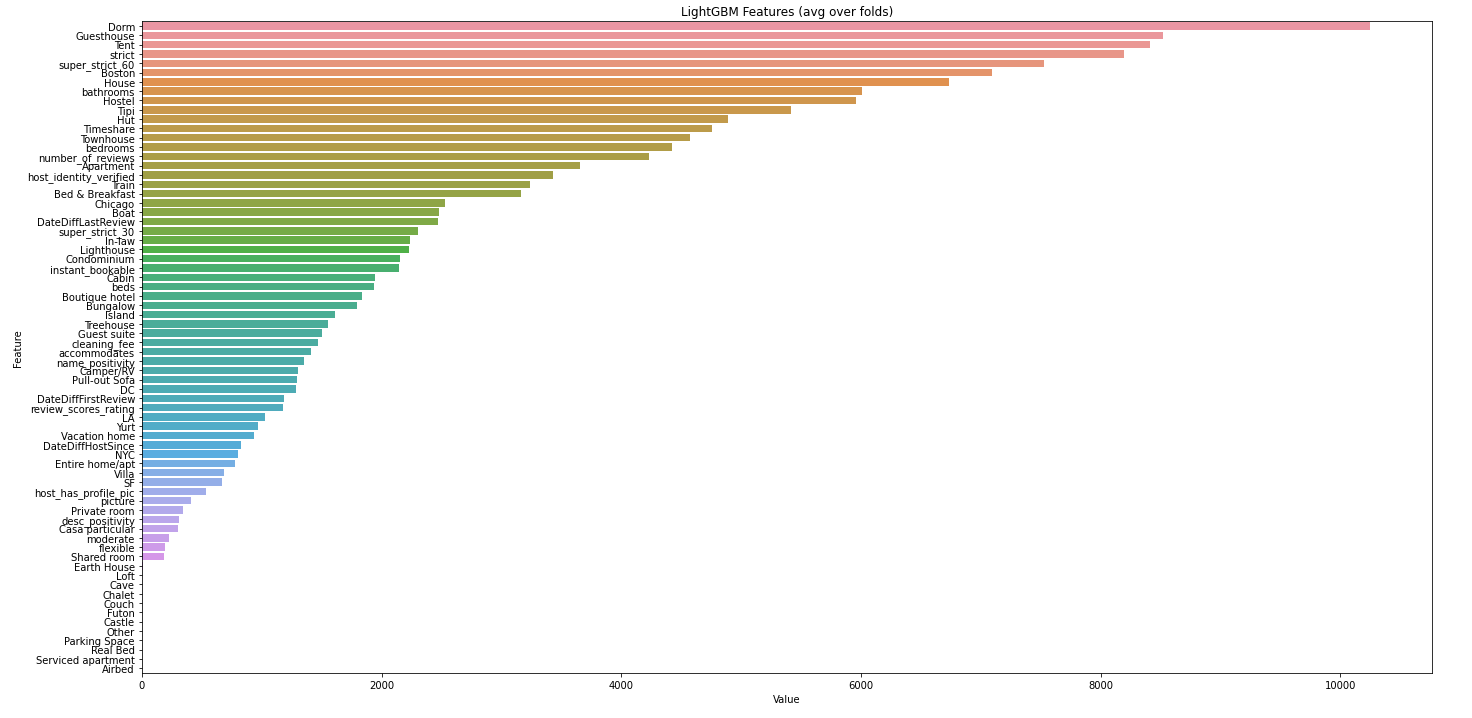 LightGBM Features (avg over folds)
Feature
Dorm
Guesthouse
Tent
strict
super_strict_60
Boston
House
bathrooms
Hostel
Tipi
Hut
Timeshare
Townhouse
bedrooms
number_of_reviews
Apartment
host_identity_verified
Train
Bed & Breakfast
Chicago
Boat
DateDiffLastReview
super_strict_30
In-law
Lighthouse
Condominium
instant_bookable
Cabin
beds
Boutique hotel
Bungalow
Island
Treehouse
Guest suite
cleaning_fee
accommodates
name_positivity
Camper/RV
Pull-out Sofa
DC
DateDiffFirstReview
review_scores_rating
LA
Yurt
Vacation home
DateDiffHostSince
NYC
Entire home/apt
Villa
SF
host_has_profile_pic
picture
Private room
desc_positivity
Casa particular
moderate
flexible
Shared room
Earth House
Loft
Cave
Chalet
Couch
Futon
Castle
Other
Parking Space
Real Bed
Serviced apartment
Airbed
0 2000 4000 6000 8000 10000
Value